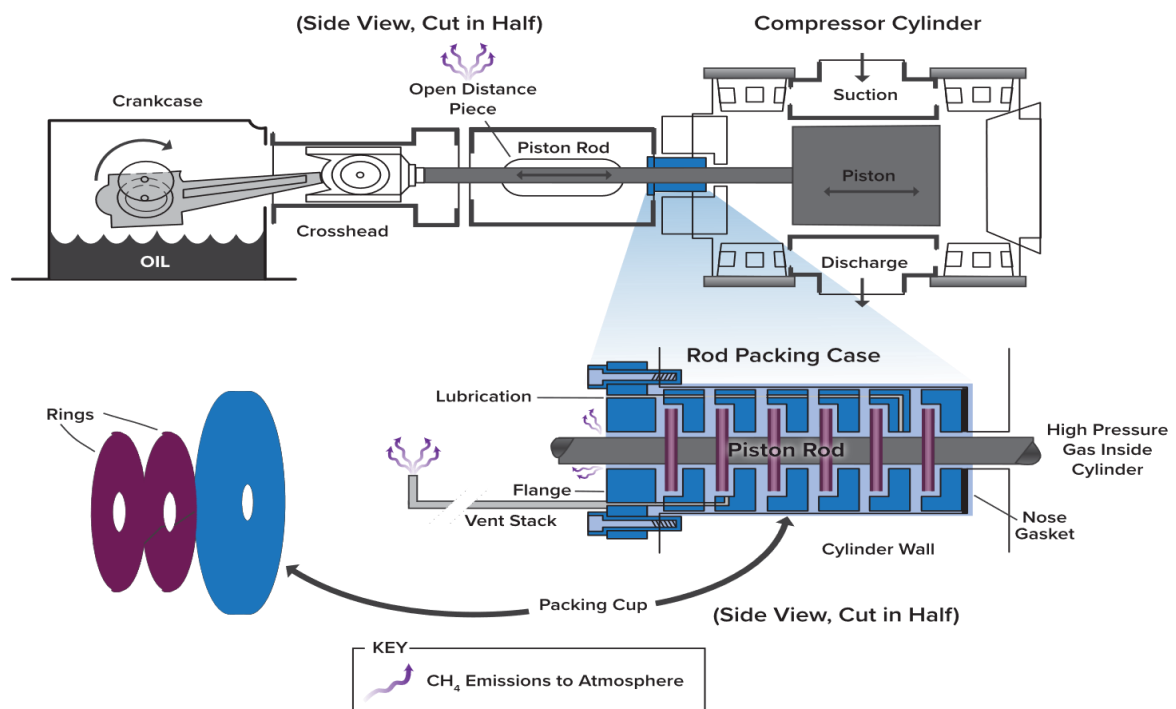 (Side View, Cut in Half)
Compressor Cylinder
Crankcase
Open Distance
Piece
Suction
Piston Rod
Piston
Crosshead
OIL
Discharge
Rod Packing Case
Rings
Lubrication
Piston Rod
High Pressure
Gas Inside
Cylinder
Flange
Vent Stack
Nose
Gasket
Cylinder Wall
Packing Cup
(Side View, Cut in Half)
KEY
CH₄ Emissions to Atmosphere